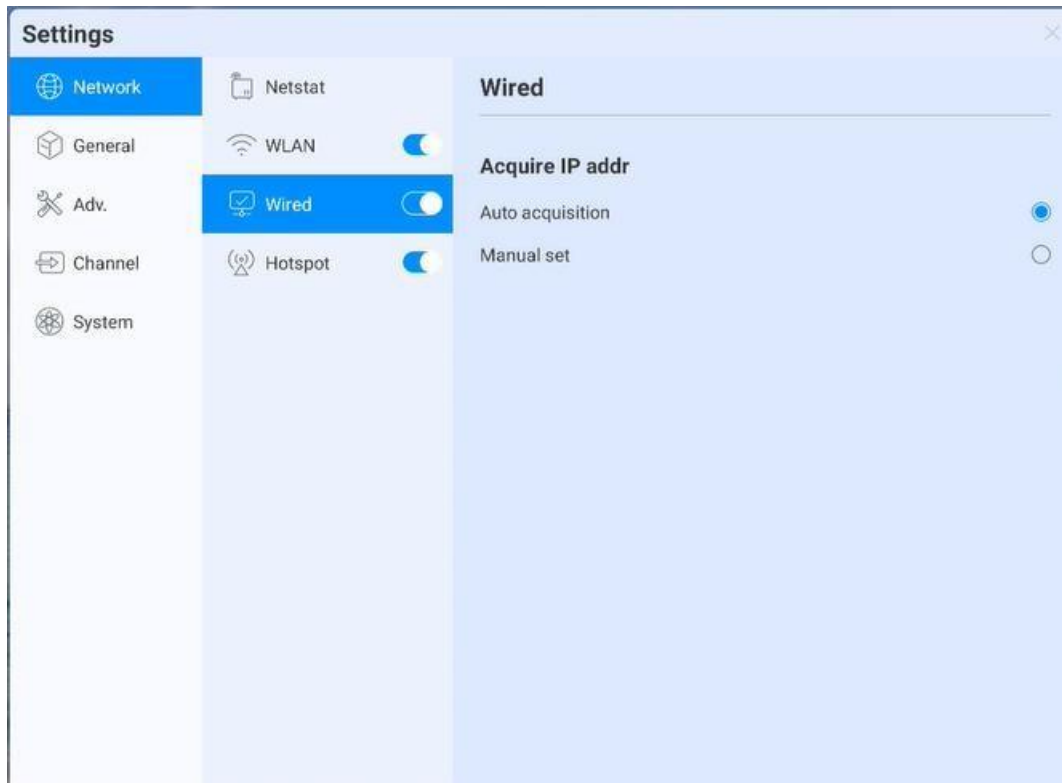 Settings
Network
General
Adv.
Channel
System
Netstat
WLAN
Wired
Hotspot
Wired
Acquire IP addr
Auto acquisition
Manual set